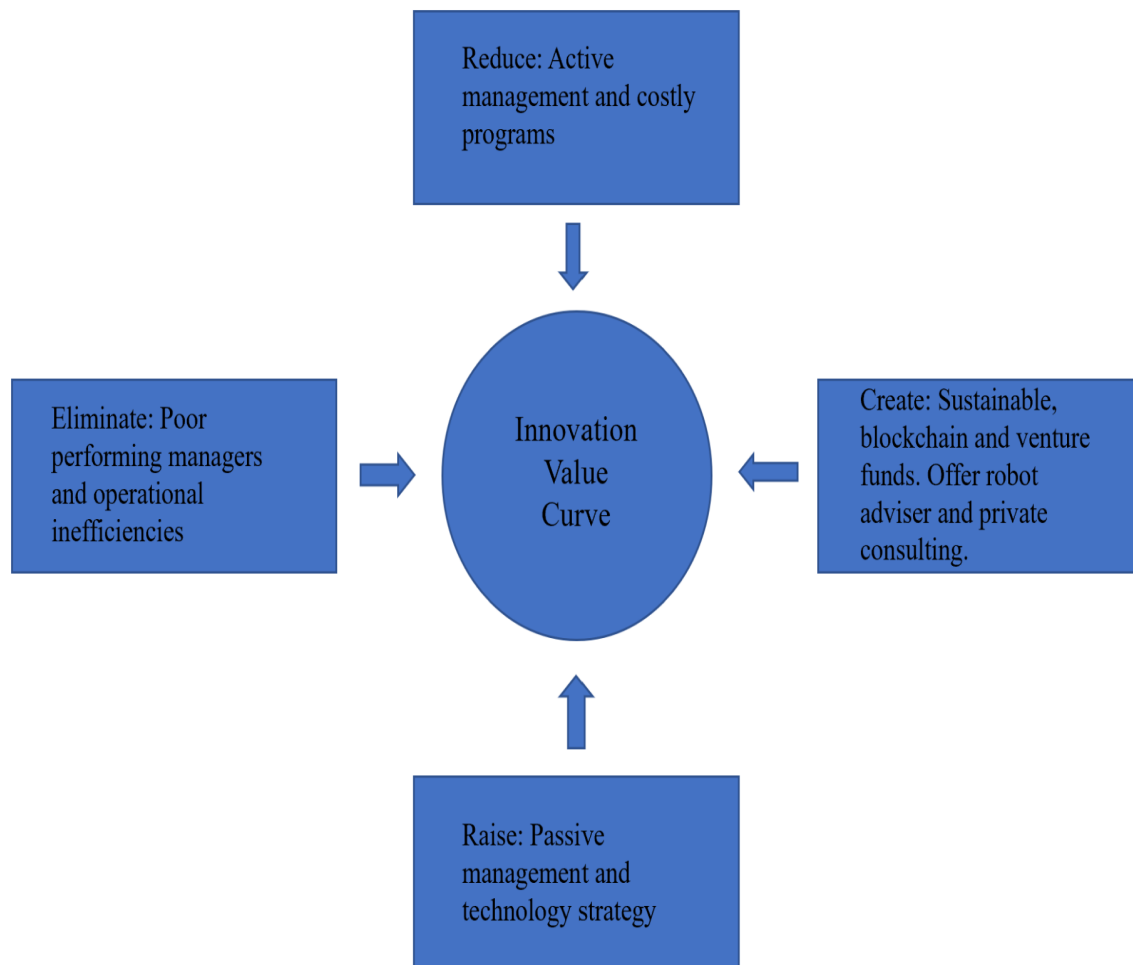 Reduce: Active
management and costly
programs
Eliminate: Poor
performing managers
and operational
inefficiencies
Innovation
Value
Curve
Create: Sustainable,
blockchain and venture
funds. Offer robot
adviser and private
consulting.
Raise: Passive
management and
technology strategy